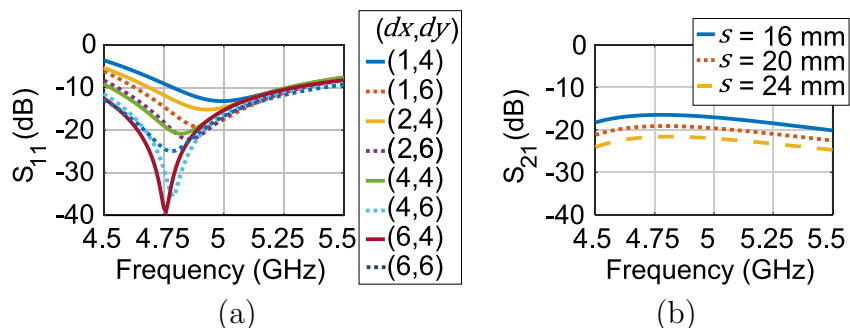 S11 (dB)
0
-10
-20
-30
-40
4.5 4.75 5 5.25 5.5
Frequency (GHz)
(a)
(dx,dy)
(1,4)
(1,6)
(2,4)
(2,6)
(4,4)
(4,6)
(6,4)
(6,6)
S21 (dB)
0
-10
-20
-30
-40
4.5 4.75 5 5.25 5.5
Frequency (GHz)
(b)
s = 16 mm
s = 20 mm
s = 24 mm